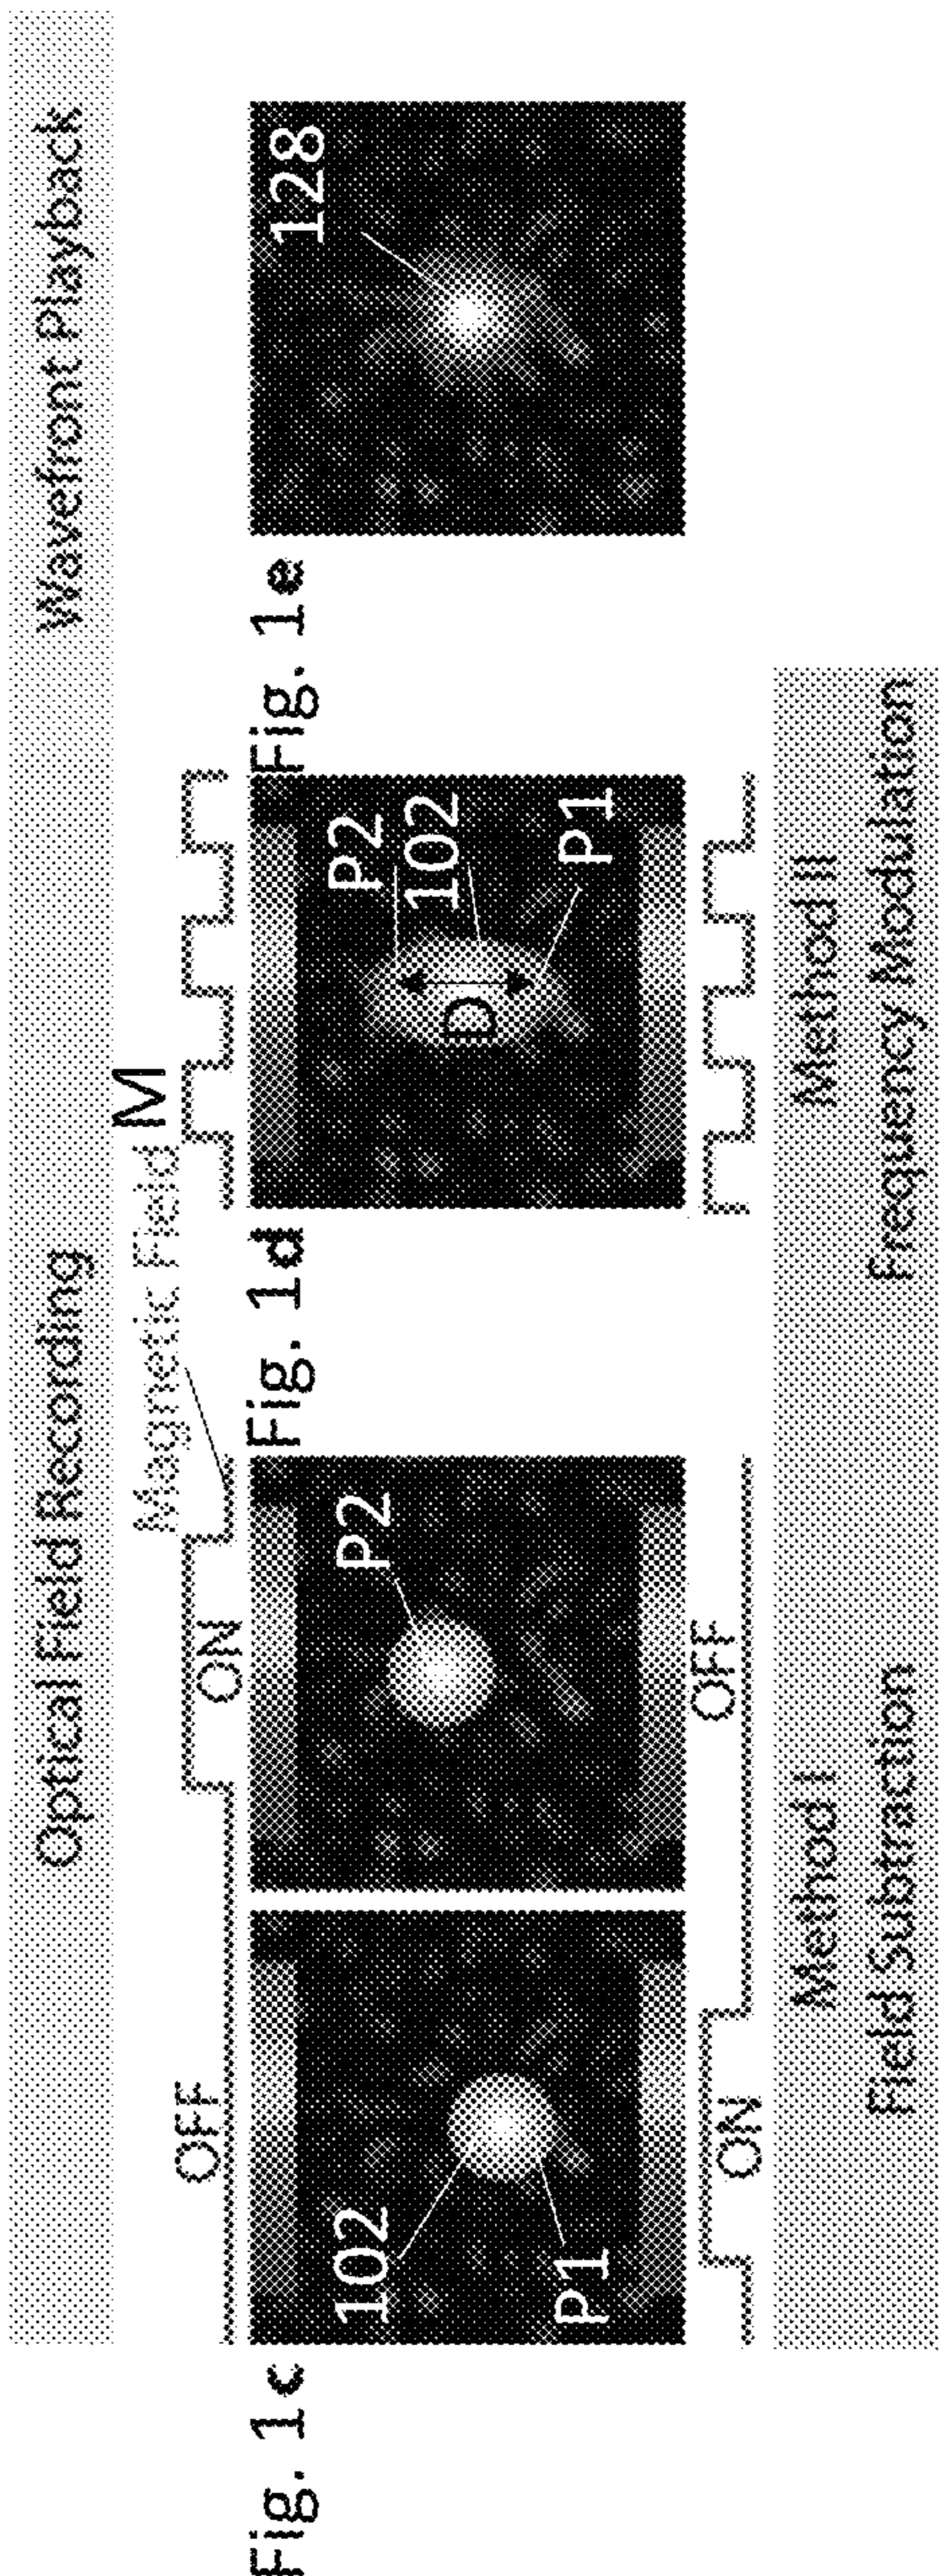 Optical Field Recording
Wavefront Playback
Magnetic Field M
OFF
ON
Fig. 1c
102
P1
P2
Fig. 1d
P2
102
D
P1
Fig. 1e
128
ON
OFF
Method I
Field Subtraction
Method II
Frequency Modulation